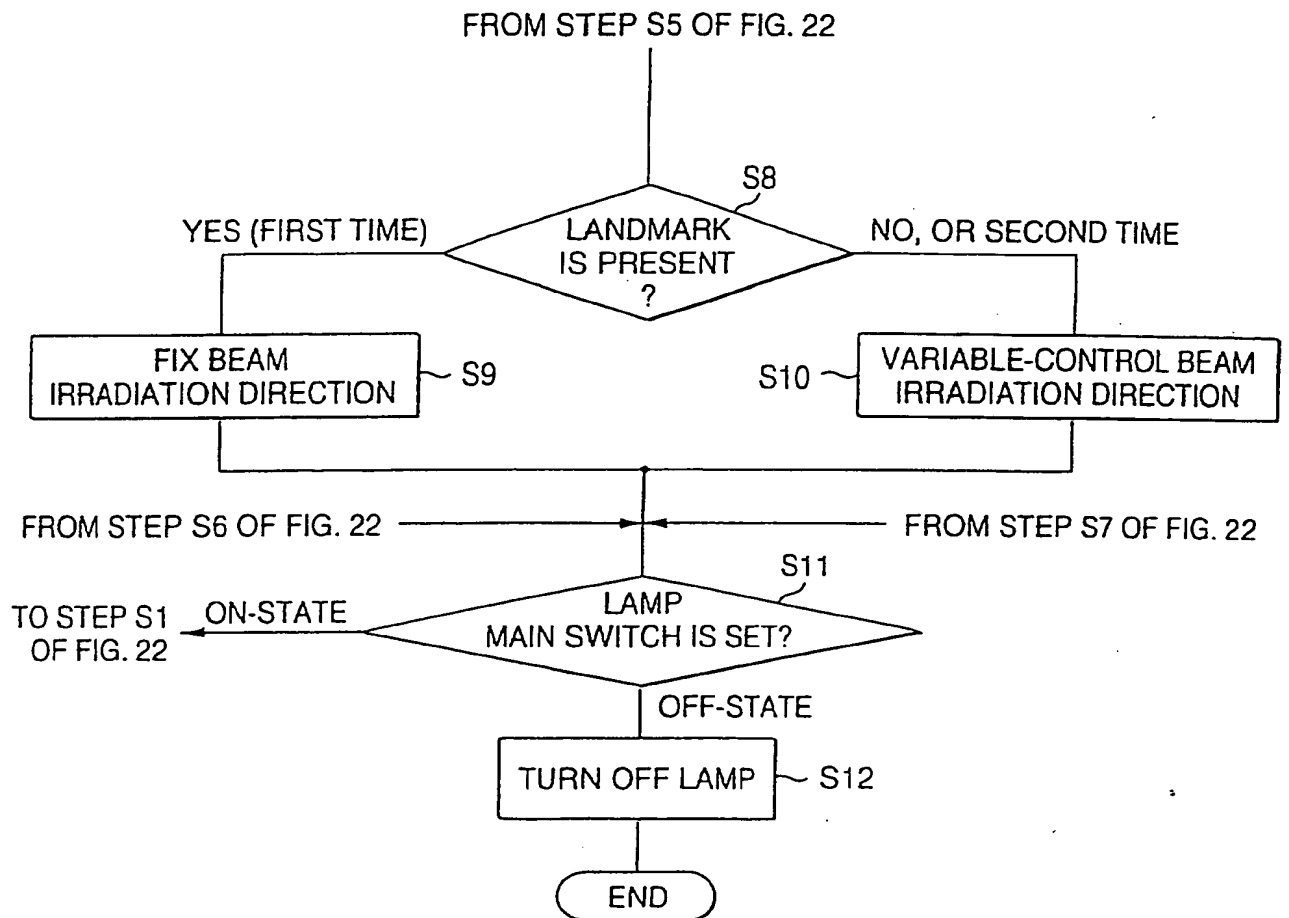 FROM STEP S5 OF FIG. 22
S8
YES (FIRST TIME)
LANDMARK
IS PRESENT
?
NO, OR SECOND TIME
FIX BEAM
IRRADIATION DIRECTION
S9
S10
VARIABLE-CONTROL BEAM
IRRADIATION DIRECTION
FROM STEP S6 OF FIG. 22
FROM STEP S7 OF FIG. 22
S11
TO STEP S1
OF FIG. 22
ON-STATE
LAMP
MAIN SWITCH IS SET?
OFF-STATE
TURN OFF LAMP
S12
END